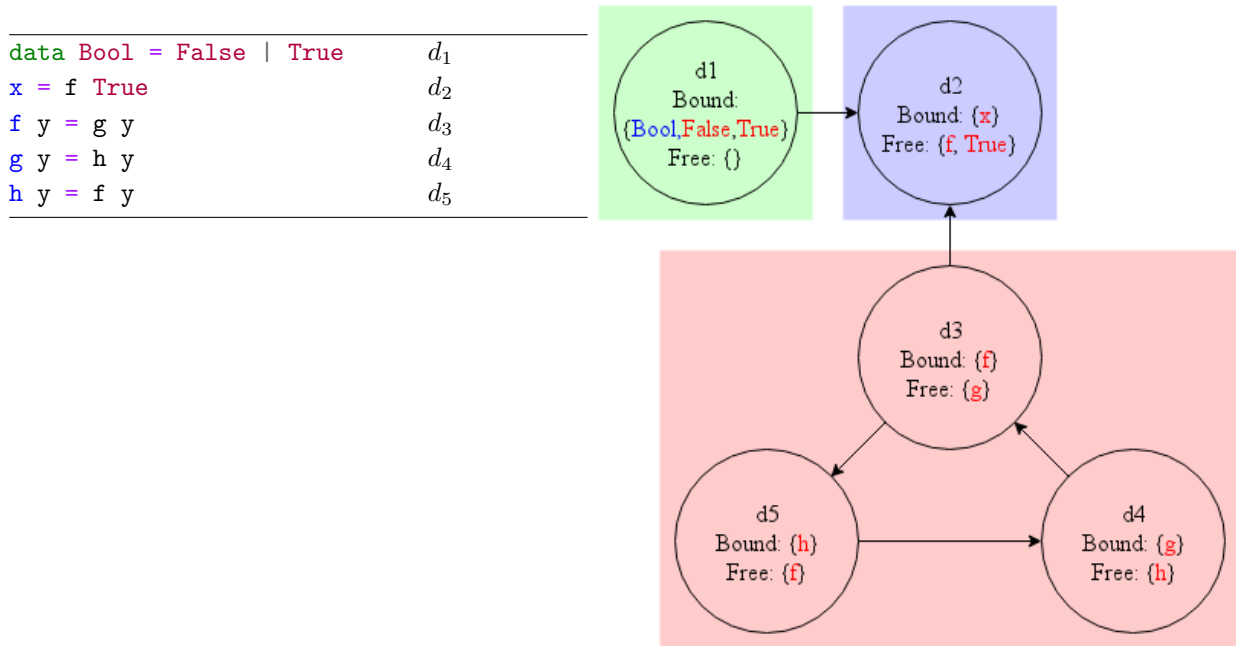 data Bool = False | True d₁
x = f True d₂
f y = g y d₃
g y = h y d₄
h y = f y d₅
d1
Bound:
{Bool,False,True}
Free: {}
d2
Bound: {x}
Free: {f, True}
d3
Bound: {f}
Free: {g}
d5
Bound: {h}
Free: {f}
d4
Bound: {g}
Free: {h}